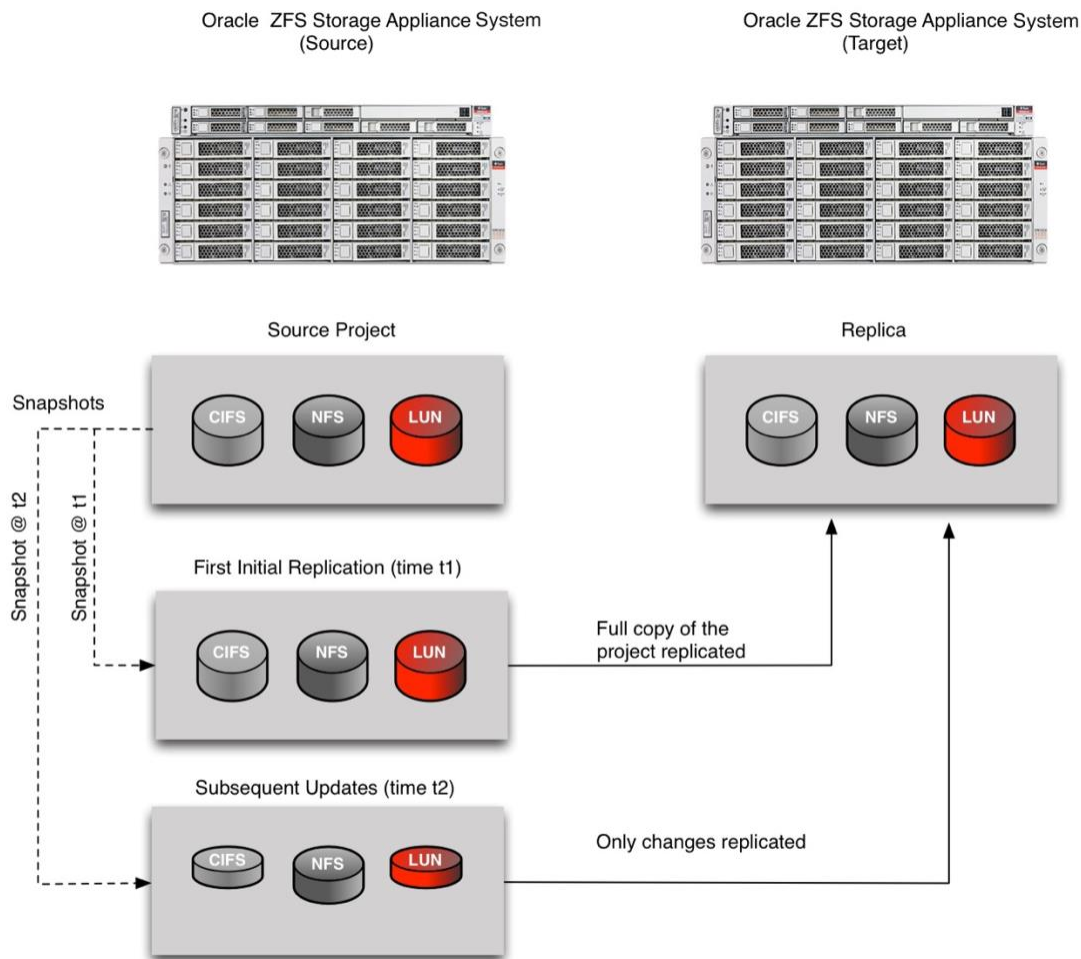 Oracle ZFS Storage Appliance System
(Source)
Oracle ZFS Storage Appliance System
(Target)
Source Project
Replica
Snapshots
CIFS
NFS
LUN
CIFS
NFS
LUN
Snapshot @ t2
Snapshot @ t1
First Initial Replication (time t1)
CIFS
NFS
LUN
Full copy of the
project replicated
Subsequent Updates (time t2)
CIFS
NFS
LUN
Only changes replicated